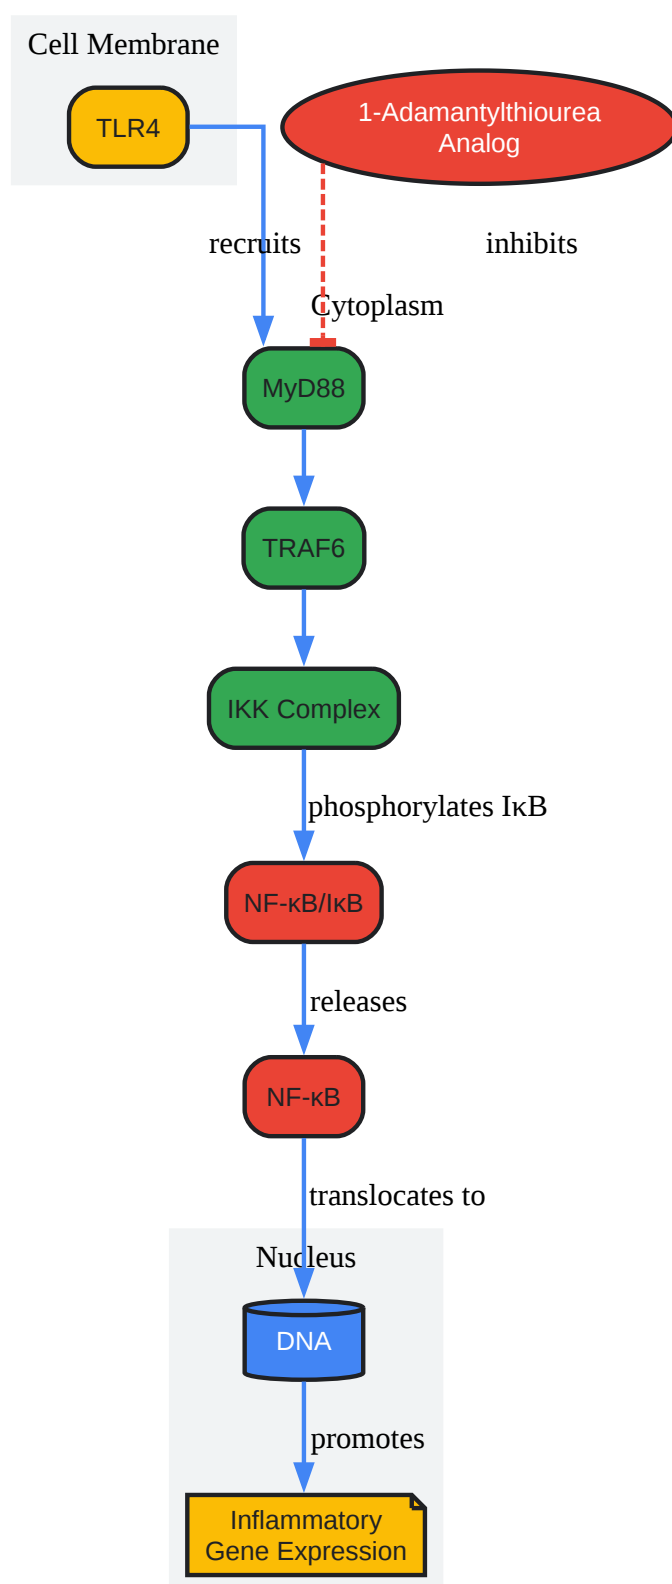 Cell Membrane
TLR4
1-Adamantylthiourea
Analog
recruits
inhibits
Cytoplasm
MyD88
TRAF6
IKK Complex
phosphorylates IκB
NF-κB/IκB
releases
NF-κB
translocates to
Nucleus
DNA
promotes
Inflammatory
Gene Expression